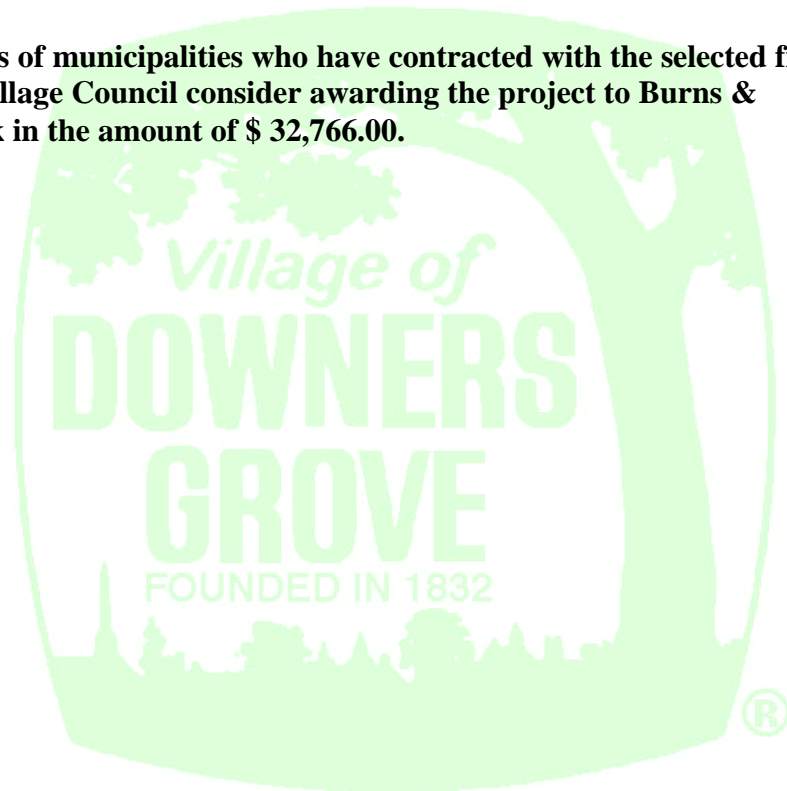 s of municipalities who have contracted with the selected
illage Council consider awarding the project to Burns &
in the amount of $ 32,766.00.
Village of
DOWNERS
GROVE
FOUNDED IN 1832
®